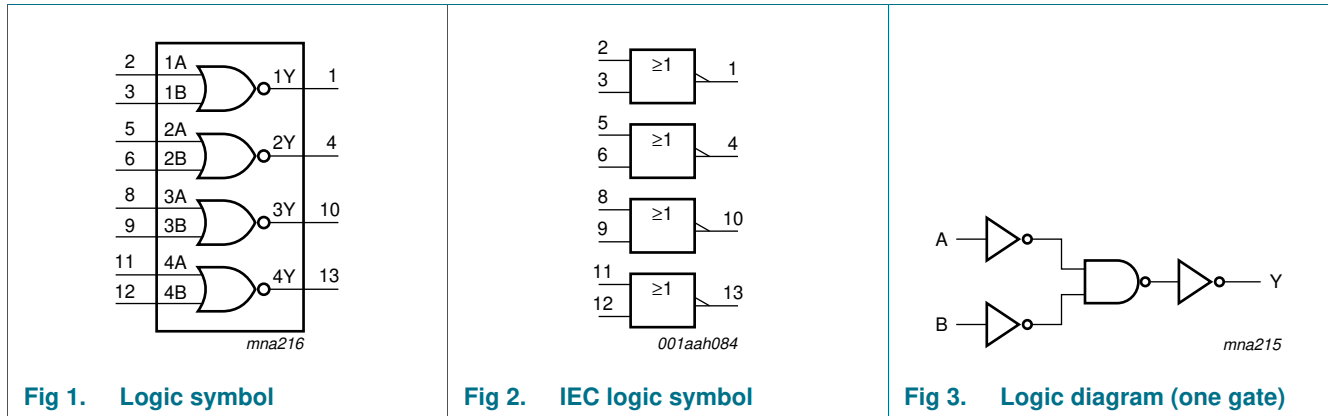 2 1A 1Y 1
3 1B
5 2A 2Y 4
6 2B
8 3A 3Y 10
9 3B
11 4A 4Y 13
12 4B
mna216
Fig 1. Logic symbol
2 ≥1 1
3
5 ≥1 4
6
8 ≥1 10
9
11 ≥1 13
12
001aah084
Fig 2. IEC logic symbol
A
Y
B
mna215
Fig 3. Logic diagram (one gate)